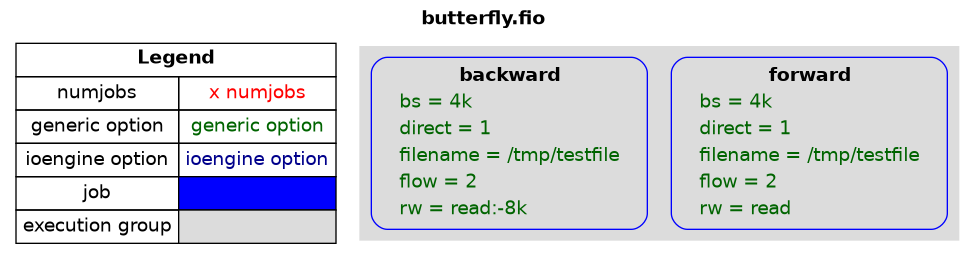 butterfly.fio
Legend
numjobs x numjobs
generic option generic option
ioengine option ioengine option
job
execution group
backward
bs = 4k
direct = 1
filename = /tmp/testfile
flow = 2
rw = read:-8k
forward
bs = 4k
direct = 1
filename = /tmp/testfile
flow = 2
rw = read